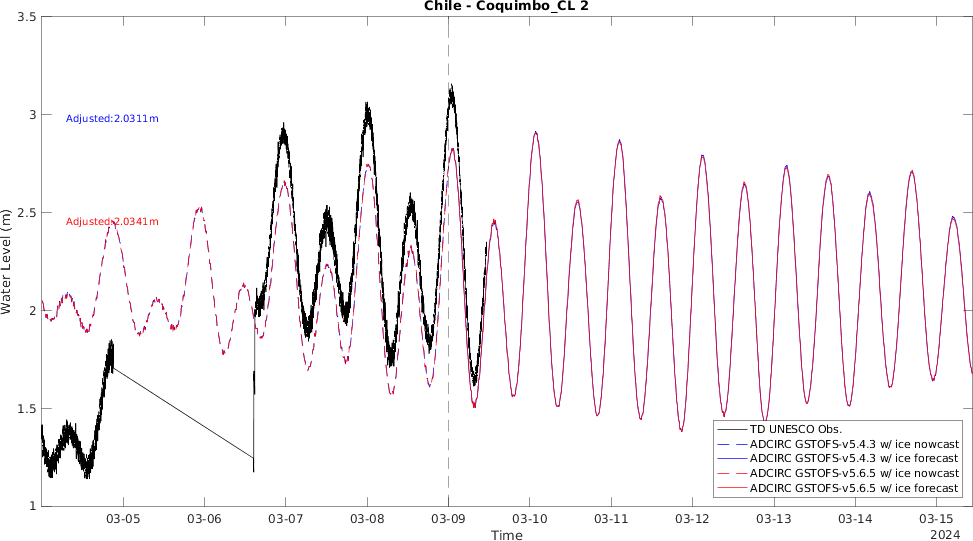 Chile - Coquimbo_CL 2
3.5
3
2.5
2
1.5
1
Water Level (m)
Adjusted:2.0311m
Adjusted:2.0341m
TD UNESCO Obs.
ADCIRC GSTOFS-v5.4.3 w/ ice nowcast
ADCIRC GSTOFS-v5.4.3 w/ ice forecast
ADCIRC GSTOFS-v5.6.5 w/ ice nowcast
ADCIRC GSTOFS-v5.6.5 w/ ice forecast
03-05 03-06 03-07 03-08 03-09 03-10 03-11 03-12 03-13 03-14 03-15
Time
2024